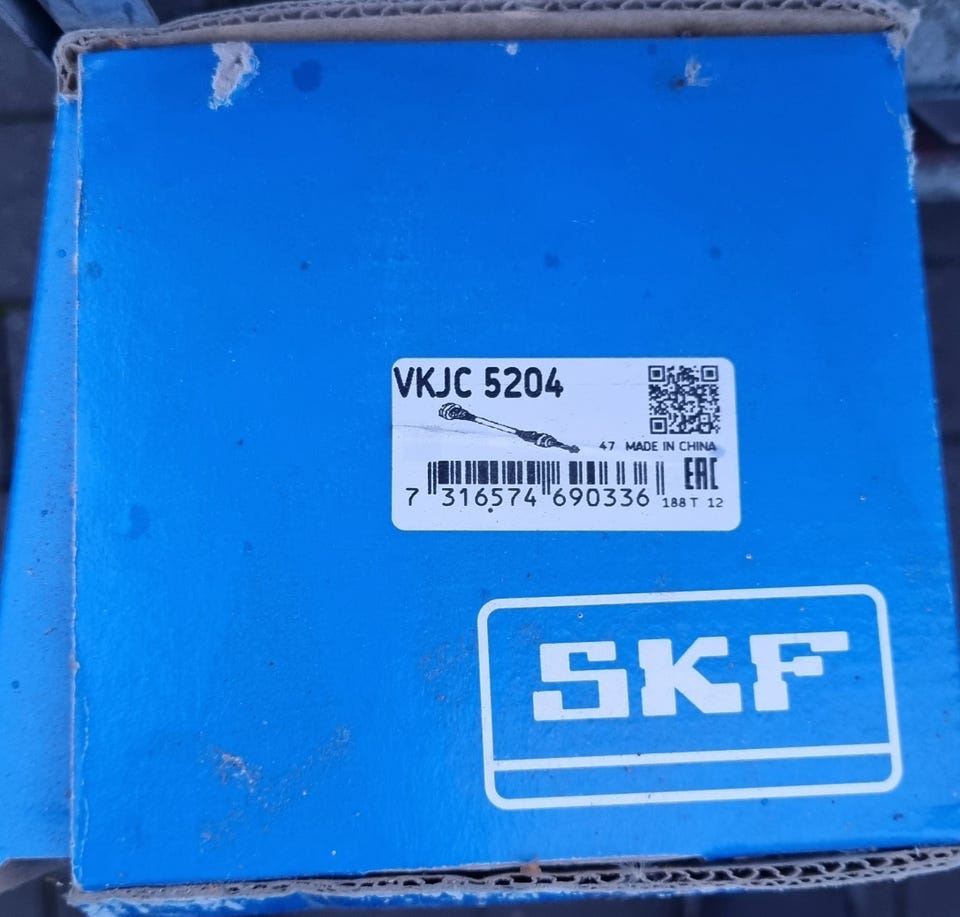 VKJC 5204
47 MADE IN CHINA
EAC
7 316574 690336
188 T 12
SKF